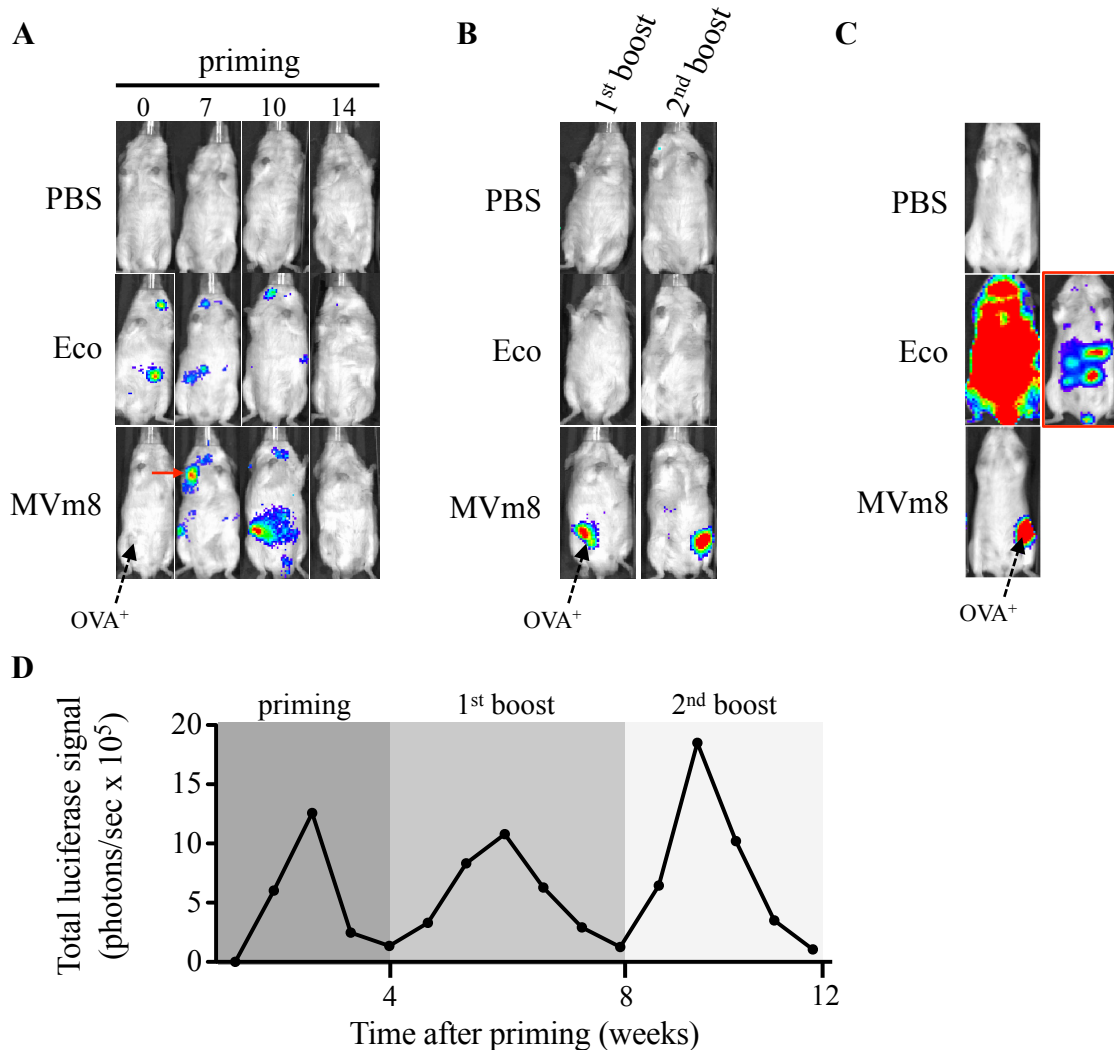 A
priming
0 7 10 14
PBS
Eco
MVm8
OVA⁺
B
1ˢᵗ boost
2ⁿᵈ boost
PBS
Eco
MVm8
OVA⁺
C
PBS
Eco
MVm8
OVA⁺
D
priming 1ˢᵗ boost 2ⁿᵈ boost
Total luciferase signal
(photons/sec x 10⁵)
20
15
10
5
0
4 8 12
Time after priming (weeks)